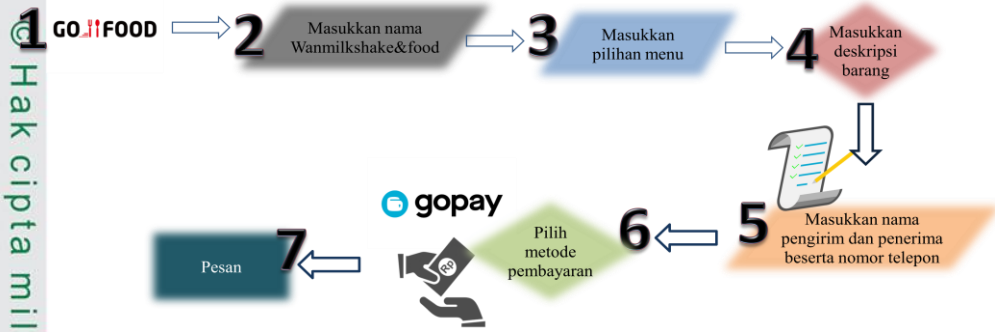 © Hak cipta mil
1
GO FOOD
2
Masukkan nama
Wanmilkshake&food
3
Masukkan
pilihan menu
4
Masukkan
deskripsi
barang
5
Masukkan nama
pengirim dan penerima
beserta nomor telepon
6
Pilih
metode
pembayaran
gopay
Rp
7
Pesan